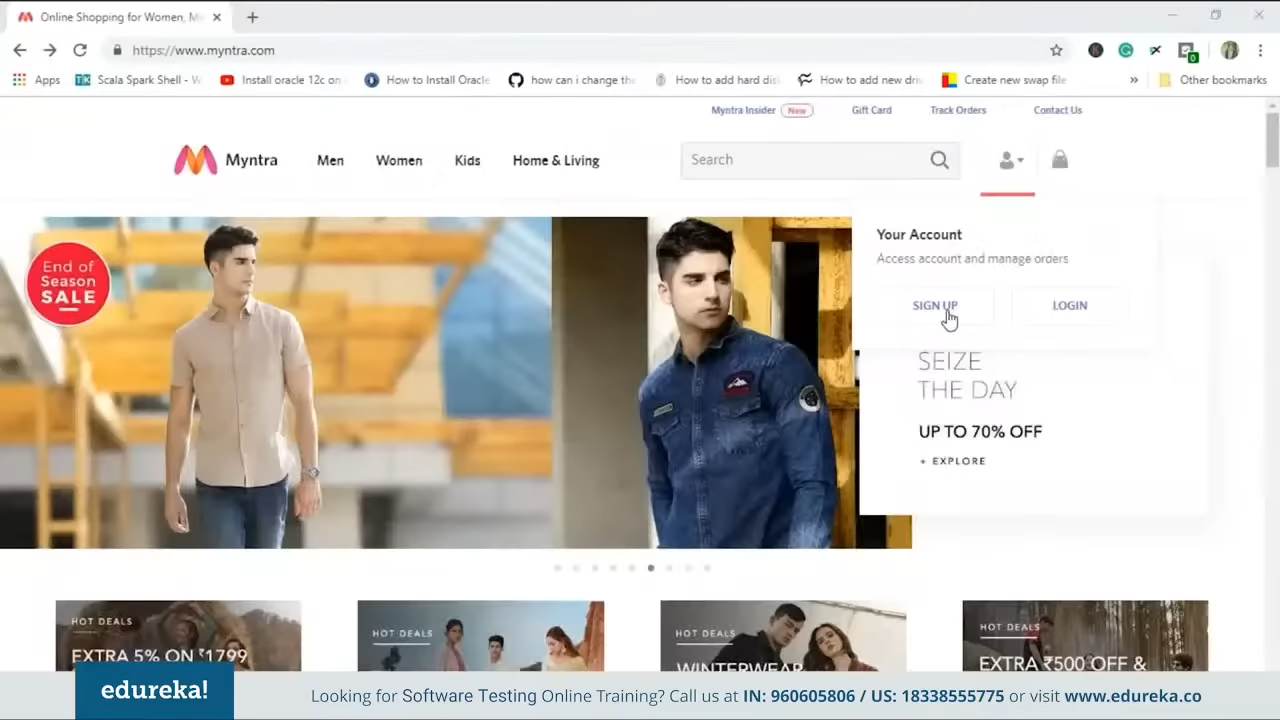 Online Shopping for Women, M
https://www.myntra.com
0
Apps
Scala Spark Shell - W
Install oracle 12c on
How to Install Oracle
how can i change the
How to add hard dis
How to add new driv
Create new swap file
»
Other bookmarks
Myntra Insider
New
Gift Card
Track Orders
Contact Us
Myntra
Men
Women
Kids
Home & Living
Search
Your Account
Access account and manage orders
SIGN UP
LOGIN
End of
Season
SALE
SEIZE
THE DAY
UP TO 70% OFF
+ EXPLORE
HOT DEALS
EXTRA 5% ON ₹1799
HOT DEALS
HOT DEALS
WINTERWEAR
HOT DEALS
EXTRA ₹500 OFF &
edureka!
Looking for Software Testing Online Training? Call us at IN: 960605806 / US: 18338555775 or visit www.edureka.co